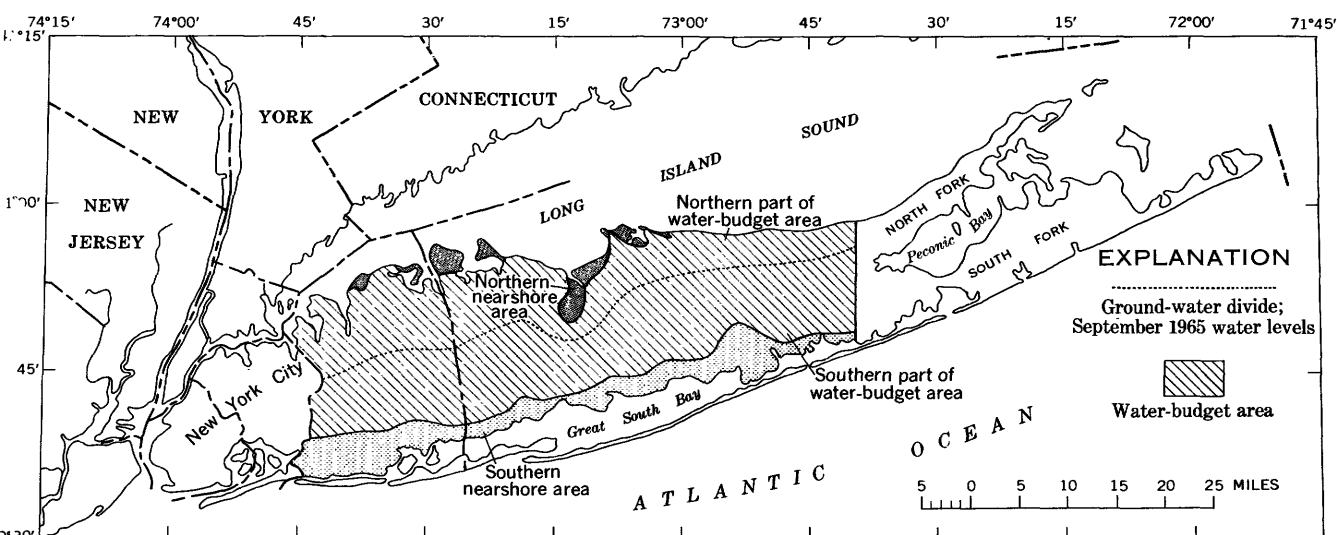 74°15′ 74°00′ 45′ 30′ 15′ 73°00′ 45′ 30′ 15′ 72°00′ 71°45′
NEW YORK
CONNECTICUT
LONG ISLAND SOUND
NEW
JERSEY
Northern part of
water-budget area
NORTH FORK
Peconic Bay
SOUTH FORK
Northern
nearshore
area
EXPLANATION
Ground-water divide;
September 1965 water levels
45′
New York City
Great South Bay
Southern part of
water-budget area
Water-budget area
Southern
nearshore area
ATLANTIC OCEAN
5 0 5 10 15 20 25 MILES